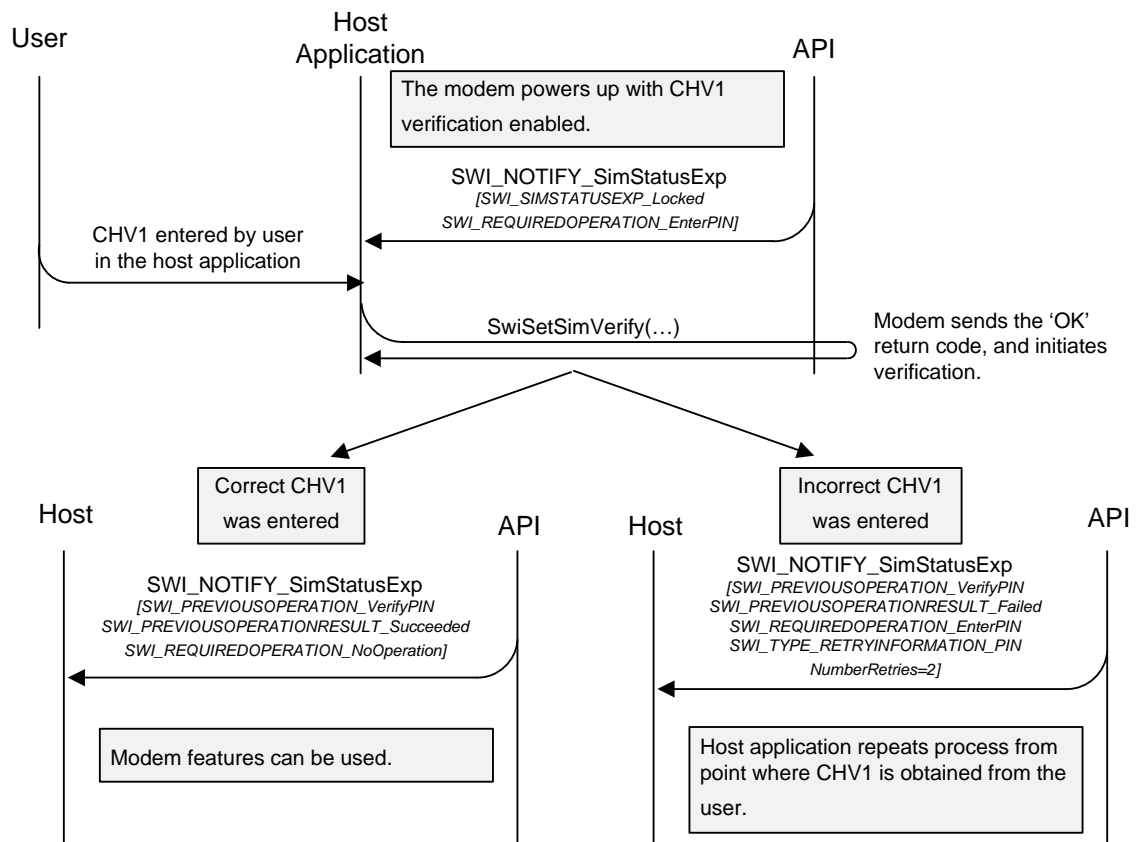 User
Host
Application
API
The modem powers up with CHV1
verification enabled.
SWI_NOTIFY_SimStatusExp
[SWI_SIMSTATUSEXP_Locked
SWI_REQUIREDOPERATION_EnterPIN]
CHV1 entered by user
in the host application
SwiSetSimVerify(…)
Modem sends the ‘OK’
return code, and initiates
verification.
Correct CHV1
was entered
Host
API
SWI_NOTIFY_SimStatusExp
[SWI_PREVIOUSOPERATION_VerifyPIN
SWI_PREVIOUSOPERATIONRESULT_Succeeded
SWI_REQUIREDOPERATION_NoOperation]
Modem features can be used.
Incorrect CHV1
was entered
Host
API
SWI_NOTIFY_SimStatusExp
[SWI_PREVIOUSOPERATION_VerifyPIN
SWI_PREVIOUSOPERATIONRESULT_Failed
SWI_REQUIREDOPERATION_EnterPIN
SWI_TYPE_RETRYINFORMATION_PIN
NumberRetries=2]
Host application repeats process from
point where CHV1 is obtained from the
user.